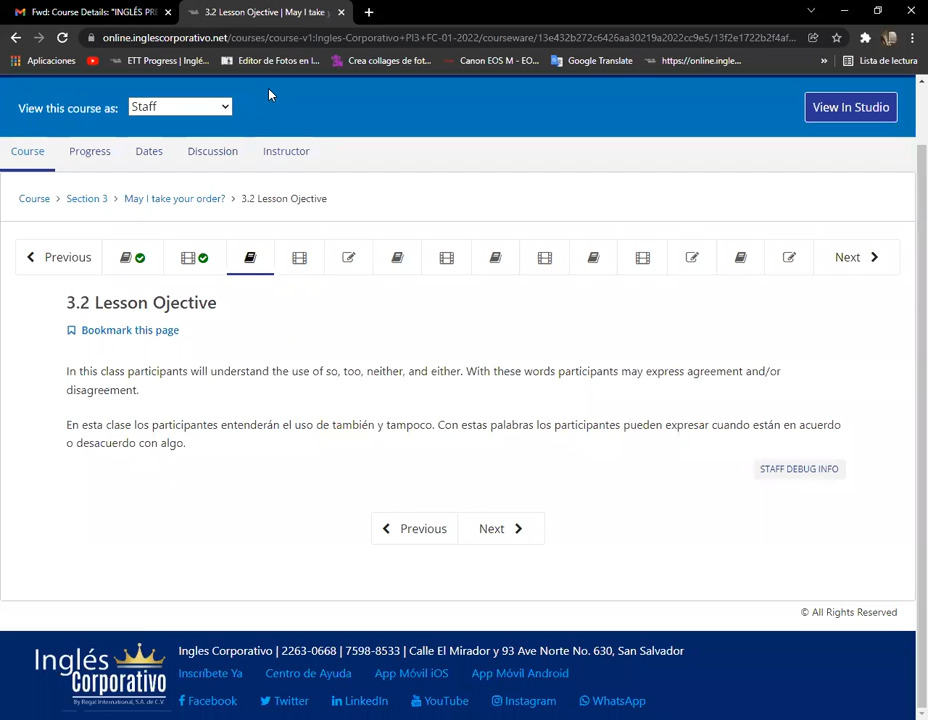 Fwd: Course Details: "INGLÉS PRE
3.2 Lesson Ojective | May I take y
online.inglescorporativo.net/courses/course-v1:Ingles-Corporativo+PI3+FC-01-2022/courseware/13e432b272c6426aa30219a2022cc9e5/13f2e1722b2f4af...
Aplicaciones
ETT Progress | Inglé...
Editor de Fotos en l...
Crea collages de fot...
Canon EOS M - EO...
Google Translate
https://online.ingle...
»
Lista de lectura
View this course as: Staff
View In Studio
Course Progress Dates Discussion Instructor
Course > Section 3 > May I take your order? > 3.2 Lesson Ojective
Previous
Next
3.2 Lesson Ojective
Bookmark this page
In this class participants will understand the use of so, too, neither, and either. With these words participants may express agreement and/or
disagreement.
En esta clase los participantes entenderán el uso de también y tampoco. Con estas palabras los participantes pueden expresar cuando están en acuerdo
o desacuerdo con algo.
STAFF DEBUG INFO
Previous Next
© All Rights Reserved
Inglés
Corporativo
By Regal International, S.A. de C.V.
Ingles Corporativo | 2263-0668 | 7598-8533 | Calle El Mirador y 93 Ave Norte No. 630, San Salvador
Inscríbete Ya Centro de Ayuda App Móvil iOS App Móvil Android
Facebook Twitter LinkedIn YouTube Instagram WhatsApp